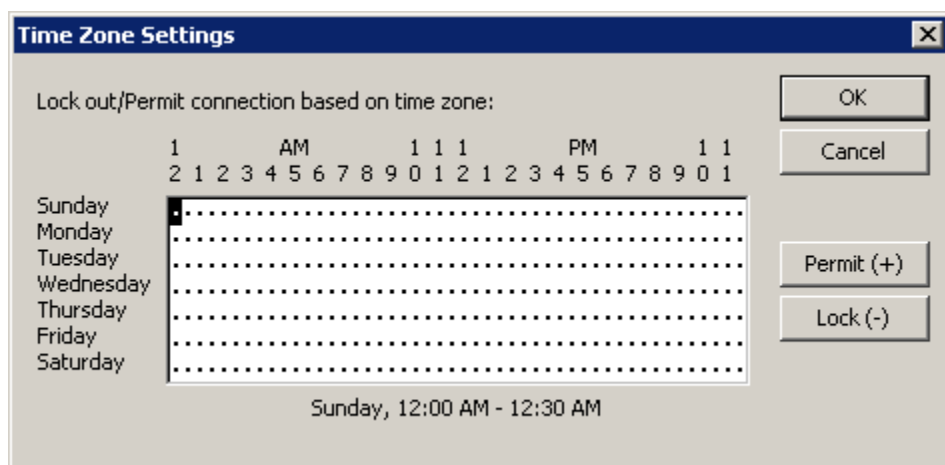 Time Zone Settings
Lock out/Permit connection based on time zone:
OK
Cancel
1 AM 1 1 1 PM 1 1
2 1 2 3 4 5 6 7 8 9 0 1 2 1 2 3 4 5 6 7 8 9 0 1
Sunday
Monday
Tuesday
Wednesday
Thursday
Friday
Saturday
Permit (+)
Lock (-)
Sunday, 12:00 AM - 12:30 AM